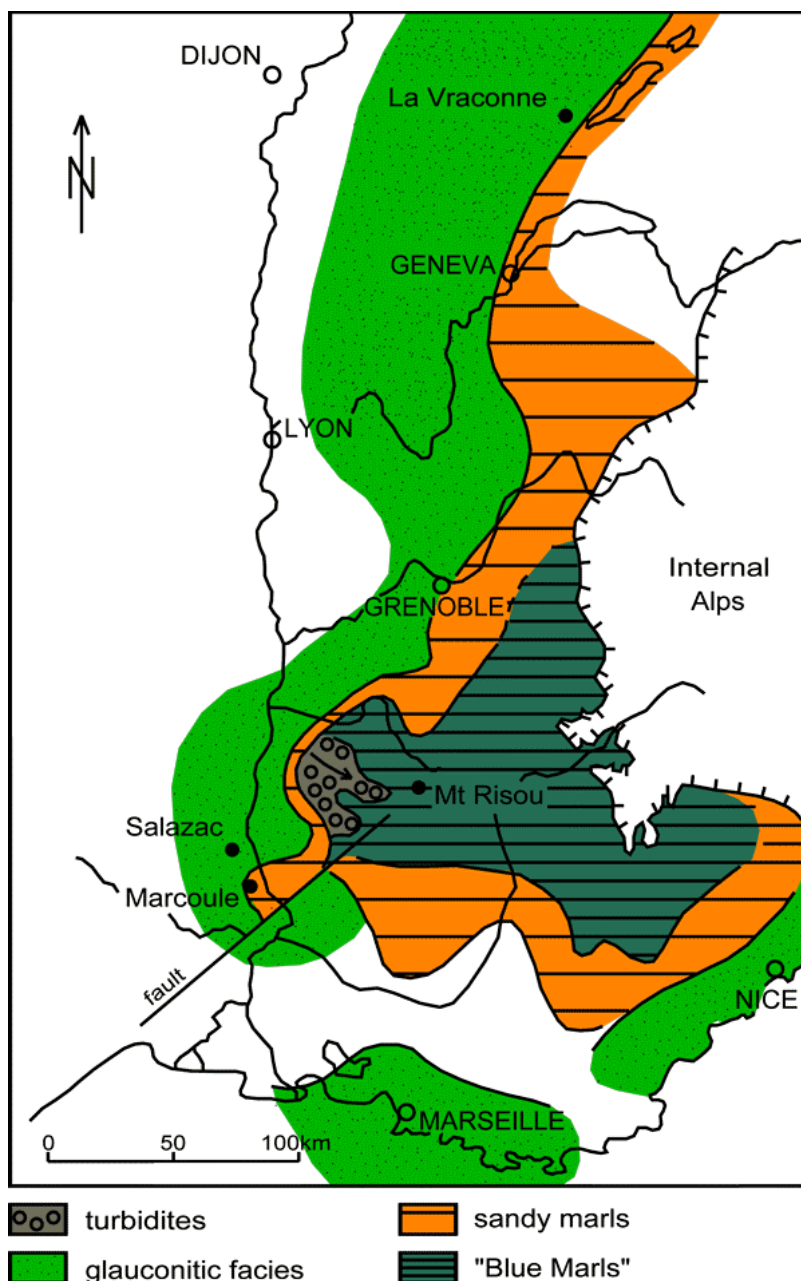 DIJON
La Vraconne
N
GENEVA
LYON
Internal
Alps
GRENOBLE
Mt Risou
Salazac
Marcoule
fault
NICE
MARSEILLE
0 50 100km
turbidites
sandy marls
glauconitic facies
"Blue Marls"